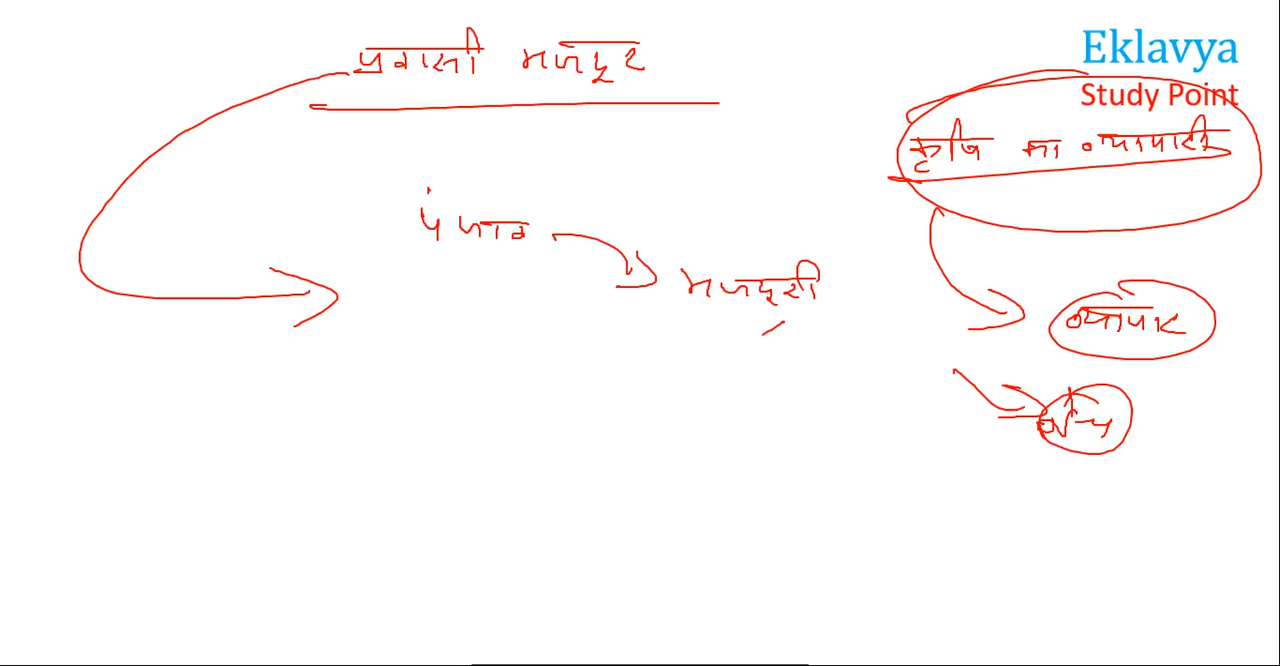 Eklavya
Study Point
प्रवासी मजदूर
कृषि का व्यापारी
पंजाब
मजदूरी
व्यापार